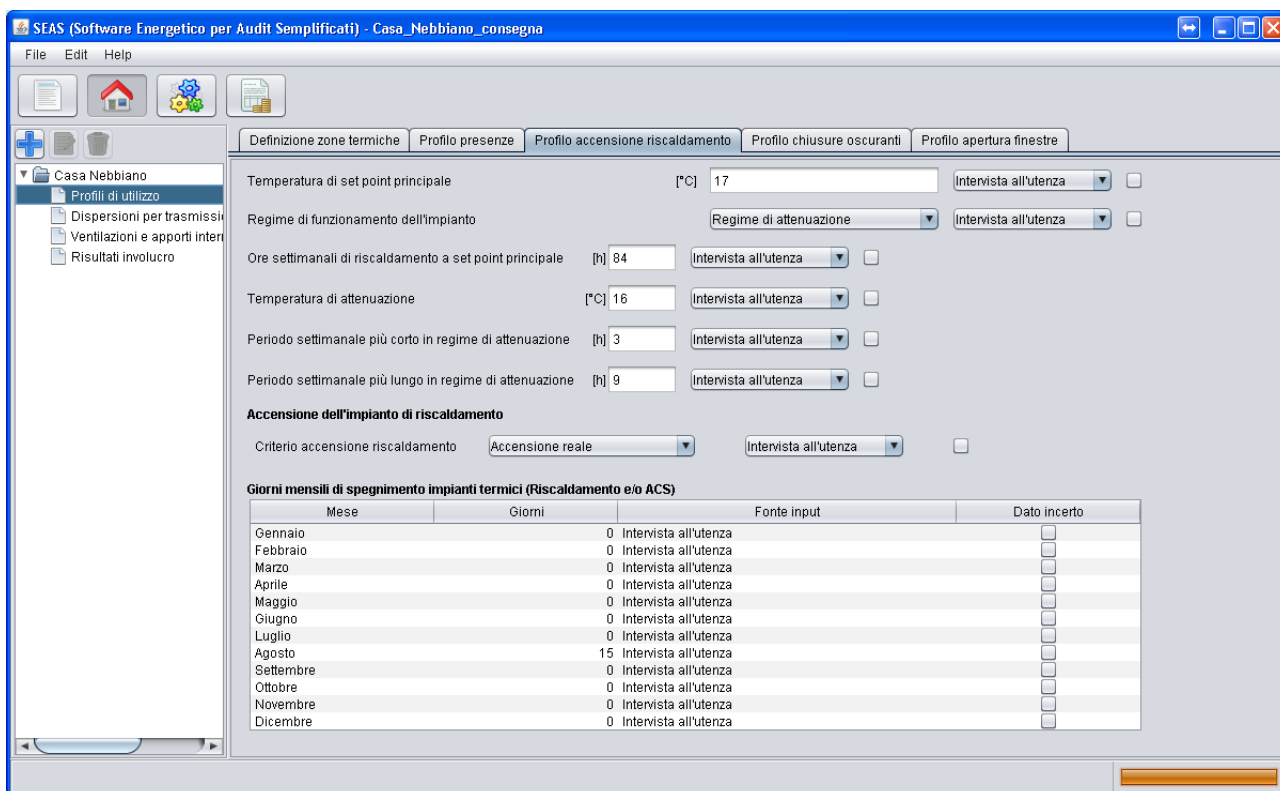 SEAS (Software Energetico per Audit Semplificati) - Casa_Nebbiano_consegna
File Edit Help
Definizione zone termiche Profilo presenze Profilo accensione riscaldamento Profilo chiusure oscuranti Profilo apertura finestre
Casa Nebbiano
Profili di utilizzo
Dispersioni per trasmissi
Ventilazioni e apporti inter
Risultati involucro
Temperatura di set point principale [°C] 17 Intervista all'utenza
Regime di funzionamento dell'impianto Regime di attenuazione Intervista all'utenza
Ore settimanali di riscaldamento a set point principale [h] 84 Intervista all'utenza
Temperatura di attenuazione [°C] 16 Intervista all'utenza
Periodo settimanale più corto in regime di attenuazione [h] 3 Intervista all'utenza
Periodo settimanale più lungo in regime di attenuazione [h] 9 Intervista all'utenza
Accensione dell'impianto di riscaldamento
Criterio accensione riscaldamento Accensione reale Intervista all'utenza
Giorni mensili di spegnimento impianti termici (Riscaldamento e/o ACS)
Mese Giorni Fonte input Dato incerto
Gennaio 0 Intervista all'utenza
Febbraio 0 Intervista all'utenza
Marzo 0 Intervista all'utenza
Aprile 0 Intervista all'utenza
Maggio 0 Intervista all'utenza
Giugno 0 Intervista all'utenza
Luglio 0 Intervista all'utenza
Agosto 15 Intervista all'utenza
Settembre 0 Intervista all'utenza
Ottobre 0 Intervista all'utenza
Novembre 0 Intervista all'utenza
Dicembre 0 Intervista all'utenza